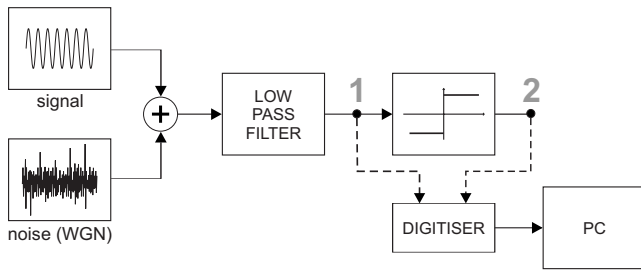 signal
noise (WGN)
+
LOW
PASS
FILTER
1
2
DIGITISER
PC